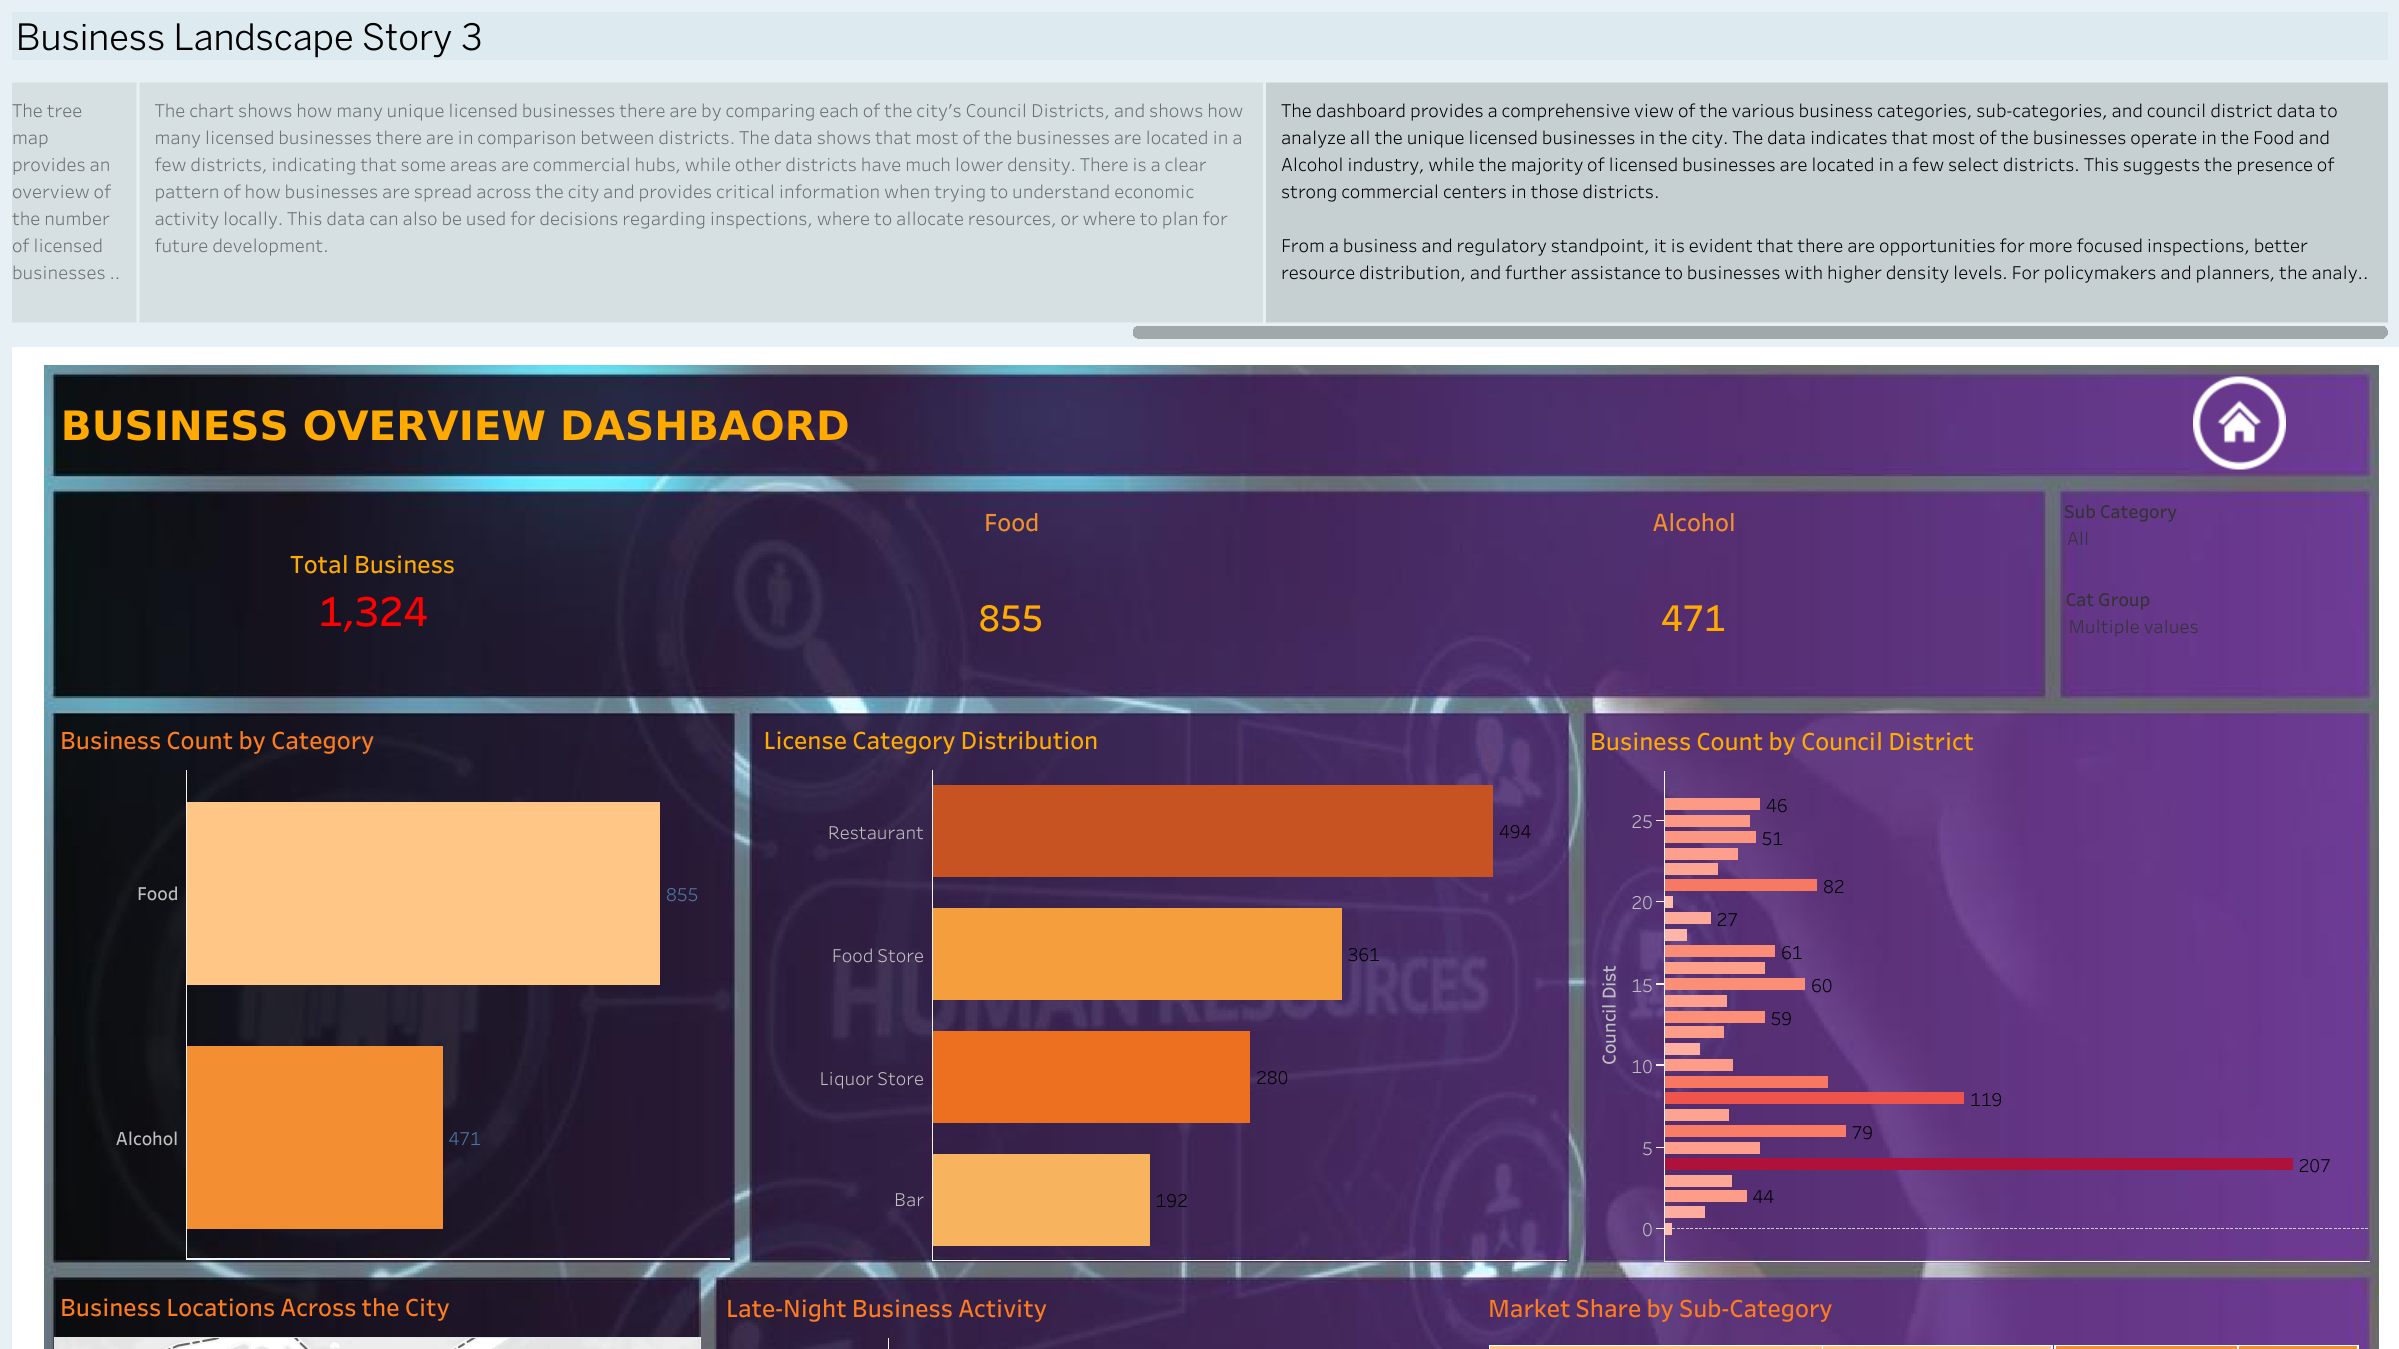 Business Landscape Story 3
The tree
map
provides an
overview of
the number
of licensed
businesses ..
The chart shows how many unique licensed businesses there are by comparing each of the city's Council Districts, and shows how
many licensed businesses there are in comparison between districts. The data shows that most of the businesses are located in a
few districts, indicating that some areas are commercial hubs, while other districts have much lower density. There is a clear
pattern of how businesses are spread across the city and provides critical information when trying to understand economic
activity locally. This data can also be used for decisions regarding inspections, where to allocate resources, or where to plan for
future development.
The dashboard provides a comprehensive view of the various business categories, sub-categories, and council district data to
analyze all the unique licensed businesses in the city. The data indicates that most of the businesses operate in the Food and
Alcohol industry, while the majority of licensed businesses are located in a few select districts. This suggests the presence of
strong commercial centers in those districts.
From a business and regulatory standpoint, it is evident that there are opportunities for more focused inspections, better
resource distribution, and further assistance to businesses with higher density levels. For policymakers and planners, the analy..
BUSINESS OVERVIEW DASHBAORD
Total Business
1,324
Food
855
Alcohol
471
Sub Category
All
Cat Group
Multiple values
Business Count by Category
Food
855
Alcohol
471
License Category Distribution
Restaurant
494
Food Store
361
Liquor Store
280
Bar
192
HUMAN RESOURCES
Business Count by Council District
Council Dist
25
20
15
10
5
0
46
51
82
27
61
60
59
119
79
207
44
Business Locations Across the City
Late-Night Business Activity
Market Share by Sub-Category